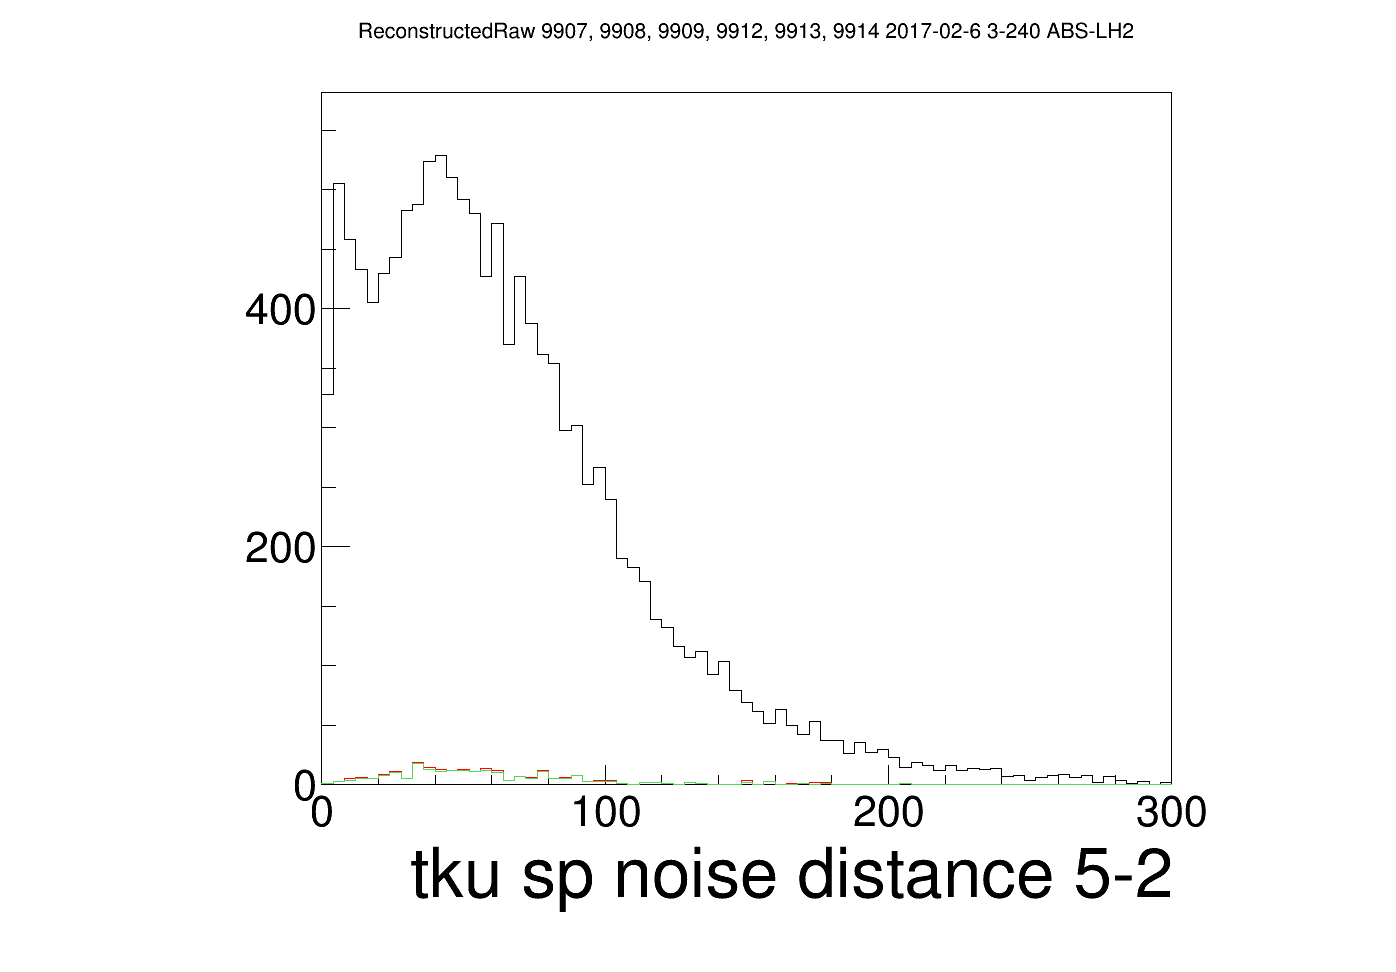 ReconstructedRaw 9907, 9908, 9909, 9912, 9913, 9914 2017-02-6 3-240 ABS-LH2
400
200
0
0 100 200 300
tku sp noise distance 5-2